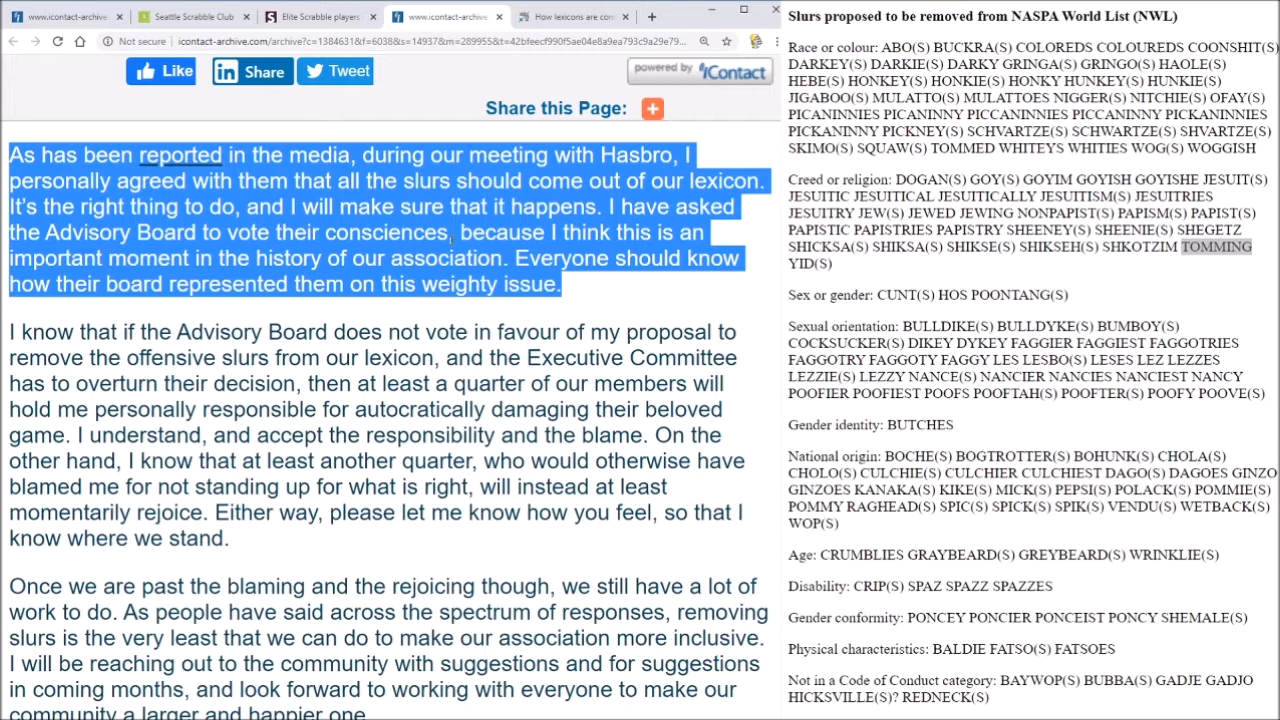 www.icontact-archive.com/
Seattle Scrabble Club
Elite Scrabble players
www.icontact-archive.com/
How lexicons are con
Not secure | icontact-archive.com/archive?c=1384631&f=6038&s=14937&m=289955&t=42bfeecf990f5ae04e8a9ea793c9a29e79...
Like
in Share
Tweet
powered by iContact
Share this Page: +
As has been reported in the media, during our meeting with Hasbro, I
personally agreed with them that all the slurs should come out of our lexicon.
It's the right thing to do, and I will make sure that it happens. I have asked
the Advisory Board to vote their consciences, because I think this is an
important moment in the history of our association. Everyone should know
how their board represented them on this weighty issue.
I know that if the Advisory Board does not vote in favour of my proposal to
remove the offensive slurs from our lexicon, and the Executive Committee
has to overturn their decision, then at least a quarter of our members will
hold me personally responsible for autocratically damaging their beloved
game. I understand, and accept the responsibility and the blame. On the
other hand, I know that at least another quarter, who would otherwise have
blamed me for not standing up for what is right, will instead at least
momentarily rejoice. Either way, please let me know how you feel, so that I
know where we stand.
Once we are past the blaming and the rejoicing though, we still have a lot of
work to do. As people have said across the spectrum of responses, removing
slurs is the very least that we can do to make our association more inclusive.
I will be reaching out to the community with suggestions and for suggestions
in coming months, and look forward to working with everyone to make our
community a larger and happier one.
Slurs proposed to be removed from NASPA World List (NWL)
Race or colour: ABO(S) BUCKRA(S) COLOREDS COLOUREDS COONSHIT(S)
DARKEY(S) DARKIE(S) DARKY GRINGA(S) GRINGO(S) HAOLE(S)
HEBE(S) HONKEY(S) HONKIE(S) HONKY HUNKEY(S) HUNKIE(S)
JIGABOO(S) MULATTO(S) MULATTOES NIGGER(S) NITCHIE(S) OFAY(S)
PICANINNIES PICANINNY PICCANINNIES PICCANINNY PICKANINNIES
PICKANINNY PICKNEY(S) SCHVARTZE(S) SCHWARTZE(S) SHVARTZE(S)
SKIMO(S) SQUAW(S) TOMMED WHITEYS WHITIES WOG(S) WOGGISH
Creed or religion: DOGAN(S) GOY(S) GOYIM GOYISH GOYISHE JESUIT(S)
JESUITIC JESUITICAL JESUITICALLY JESUITISM(S) JESUITRIES
JESUITRY JEW(S) JEWED JEWING NONPAPIST(S) PAPISM(S) PAPIST(S)
PAPISTIC PAPISTRIES PAPISTRY SHEENEY(S) SHEENIE(S) SHEGETZ
SHICKSA(S) SHIKSA(S) SHIKSE(S) SHIKSEH(S) SHKOTZIM TOMMING
YID(S)
Sex or gender: CUNT(S) HOS POONTANG(S)
Sexual orientation: BULLDIKE(S) BULLDYKE(S) BUMBOY(S)
COCKSUCKER(S) DIKEY DYKEY FAGGIER FAGGIEST FAGGOTRIES
FAGGOTRY FAGGOTY FAGGY LES LESBO(S) LESES LEZ LEZZES
LEZZIE(S) LEZZY NANCE(S) NANCIER NANCIES NANCIEST NANCY
POOFIER POOFIEST POOFS POOFTAH(S) POOFTER(S) POOFY POOVE(S)
Gender identity: BUTCHES
National origin: BOCHE(S) BOGTROTTER(S) BOHUNK(S) CHOLA(S)
CHOLO(S) CULCHIE(S) CULCHIER CULCHIEST DAGO(S) DAGOES GINZO
GINZOES KANAKA(S) KIKE(S) MICK(S) PEPSI(S) POLACK(S) POMMIE(S)
POMMY RAGHEAD(S) SPIC(S) SPICK(S) SPIK(S) VENDU(S) WETBACK(S)
WOP(S)
Age: CRUMBLIES GRAYBEARD(S) GREYBEARD(S) WRINKLIE(S)
Disability: CRIP(S) SPAZ SPAZZ SPAZZES
Gender conformity: PONCEY PONCIER PONCEIST PONCY SHEMALE(S)
Physical characteristics: BALDIE FATSO(S) FATSOES
Not in a Code of Conduct category: BAYWOP(S) BUBBA(S) GADJE GADJO
HICKSVILLE(S)? REDNECK(S)